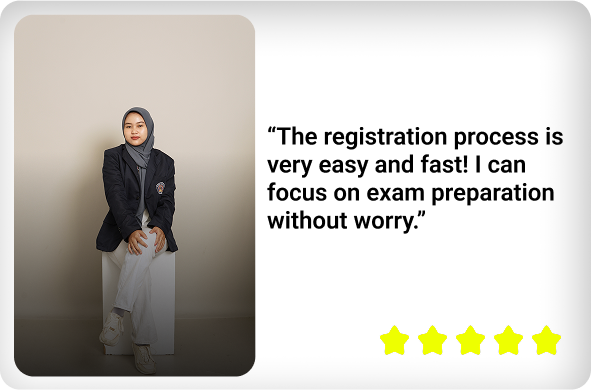 “The registration process is
very easy and fast! I can
focus on exam preparation
without worry.”